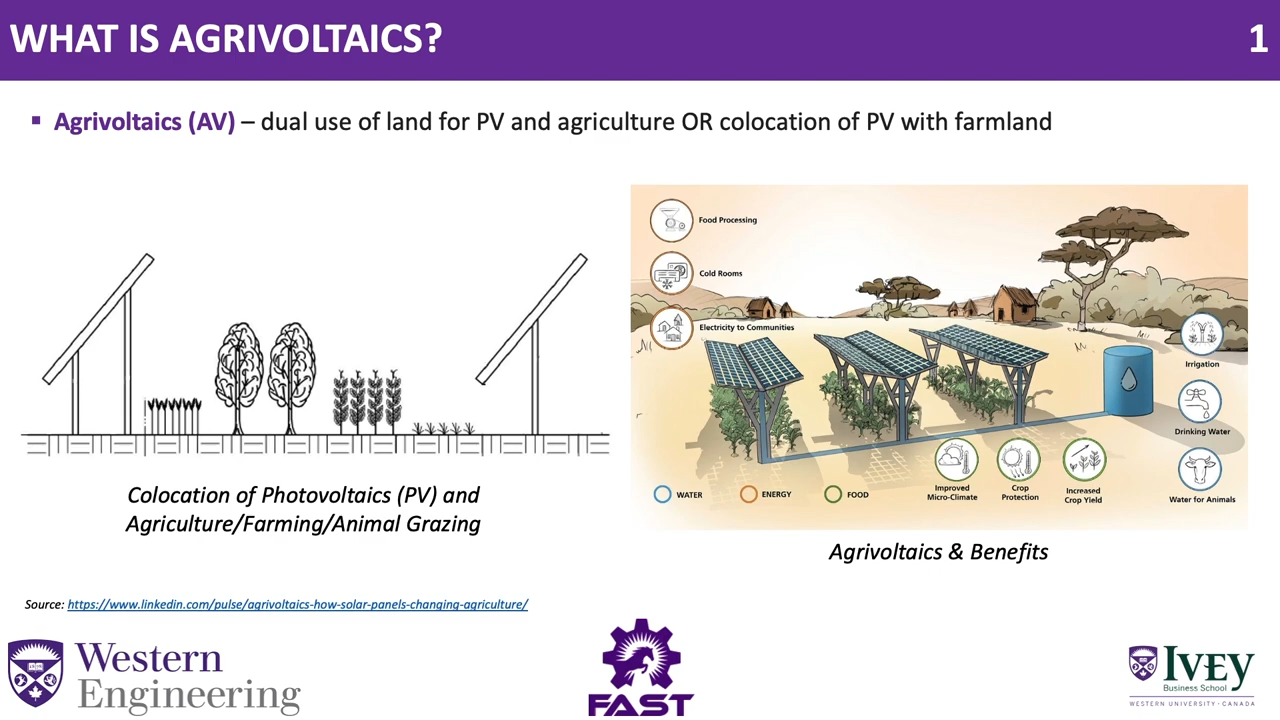 WHAT IS AGRIVOLTAICS?
1
▪ Agrivoltaics (AV) – dual use of land for PV and agriculture OR colocation of PV with farmland
Food Processing
Cold Rooms
Electricity to Communities
Irrigation
Drinking Water
Water for Animals
Improved
Micro-Climate
Crop
Protection
Increased
Crop Yield
WATER
ENERGY
FOOD
Colocation of Photovoltaics (PV) and
Agriculture/Farming/Animal Grazing
Agrivoltaics & Benefits
Source: https://www.linkedin.com/pulse/agrivoltaics-how-solar-panels-changing-agriculture/
Western
Engineering
FAST
IVEY
Business School
WESTERN UNIVERSITY · CANADA